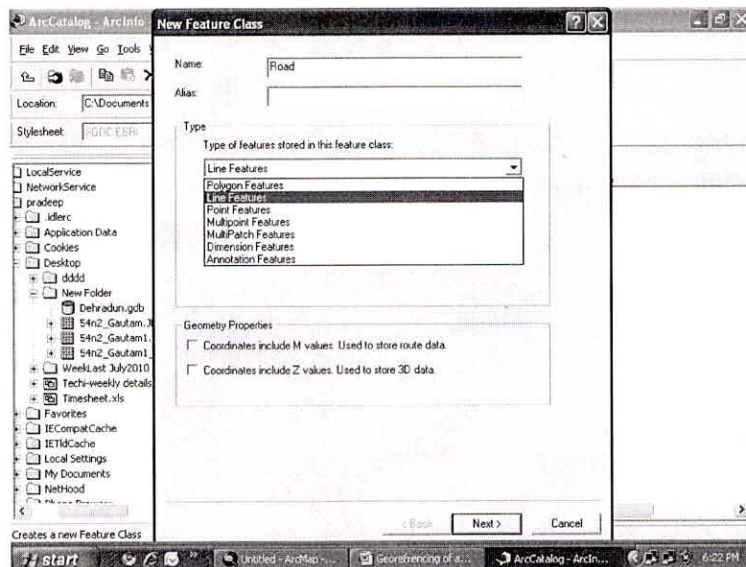 ArcCatalog - ArcInfo
New Feature Class
File Edit View Go Tools
Location: C:\Documents
Stylesheet: FGDC ESRI
LocalService
NetworkService
pradeep
.idlerc
Application Data
Cookies
Desktop
dddd
New Folder
Dehradun.gdb
54n2_Gautam.
54n2_Gautam1.
54n2_Gautam1_
WeekLast July2010
Techi-weekly details
Timesheet.xls
Favorites
IECompatCache
IETldCache
Local Settings
My Documents
NetHood
Name: Road
Alias:
Type
Type of features stored in this feature class:
Line Features
Polygon Features
Line Features
Point Features
Multipoint Features
MultiPatch Features
Dimension Features
Annotation Features
Geometry Properties
Coordinates include M values. Used to store route data.
Coordinates include Z values. Used to store 3D data.
< Back Next > Cancel
Creates a new Feature Class
start Untitled - ArcMap -... Georefrencing of a... ArcCatalog - ArcIn... 6:22 PM